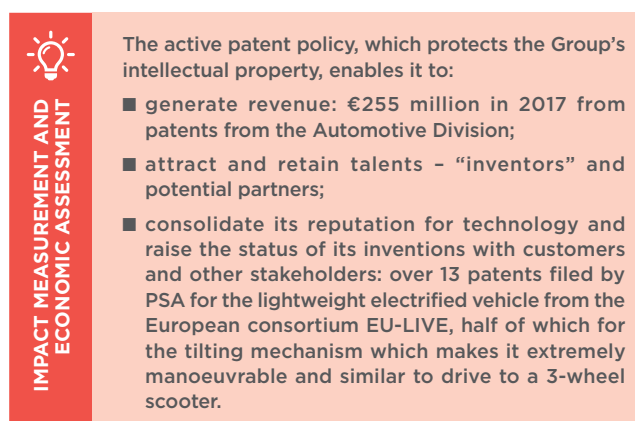 IMPACT MEASUREMENT AND
ECONOMIC ASSESSMENT
The active patent policy, which protects the Group's
intellectual property, enables it to:
■ generate revenue: €255 million in 2017 from
patents from the Automotive Division;
■ attract and retain talents – “inventors” and
potential partners;
■ consolidate its reputation for technology and
raise the status of its inventions with customers
and other stakeholders: over 13 patents filed by
PSA for the lightweight electrified vehicle from the
European consortium EU-LIVE, half of which for
the tilting mechanism which makes it extremely
manoeuvrable and similar to drive to a 3-wheel
scooter.